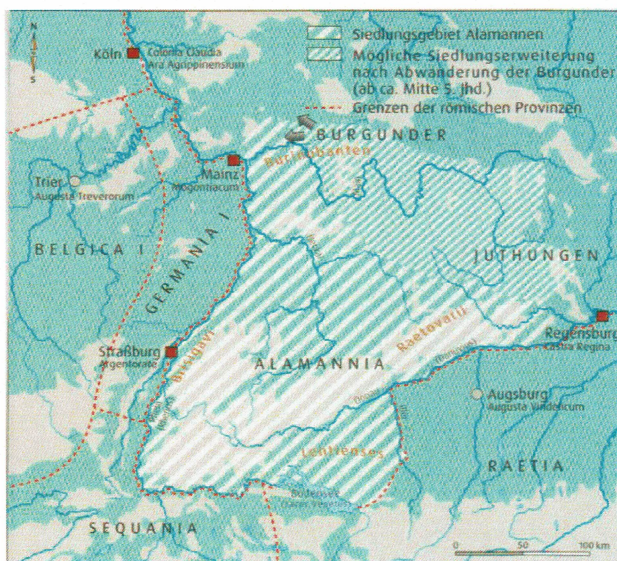 N
S
Siedlungsgebiet Alamannen
Mögliche Siedlungserweiterung
nach Abwanderung der Burgunder
(ab ca. Mitte 5. Jhd.)
Grenzen der römischen Provinzen
Köln
Colonia Claudia
Ara Agrippinensium
BURGUNDER
Mainz
Mogontiacum
Trier
Augusta Treverorum
BELGICA I
GERMANIA I
JUTHUNGEN
Raetovarii
Regensburg
Castra Regina
Straßburg
Argentorate
Brisigavi
ALAMANNIA
Augsburg
Augusta Vindelicum
Lentienses
RAETIA
Bodensee
SEQUANIA
0 50 100 km